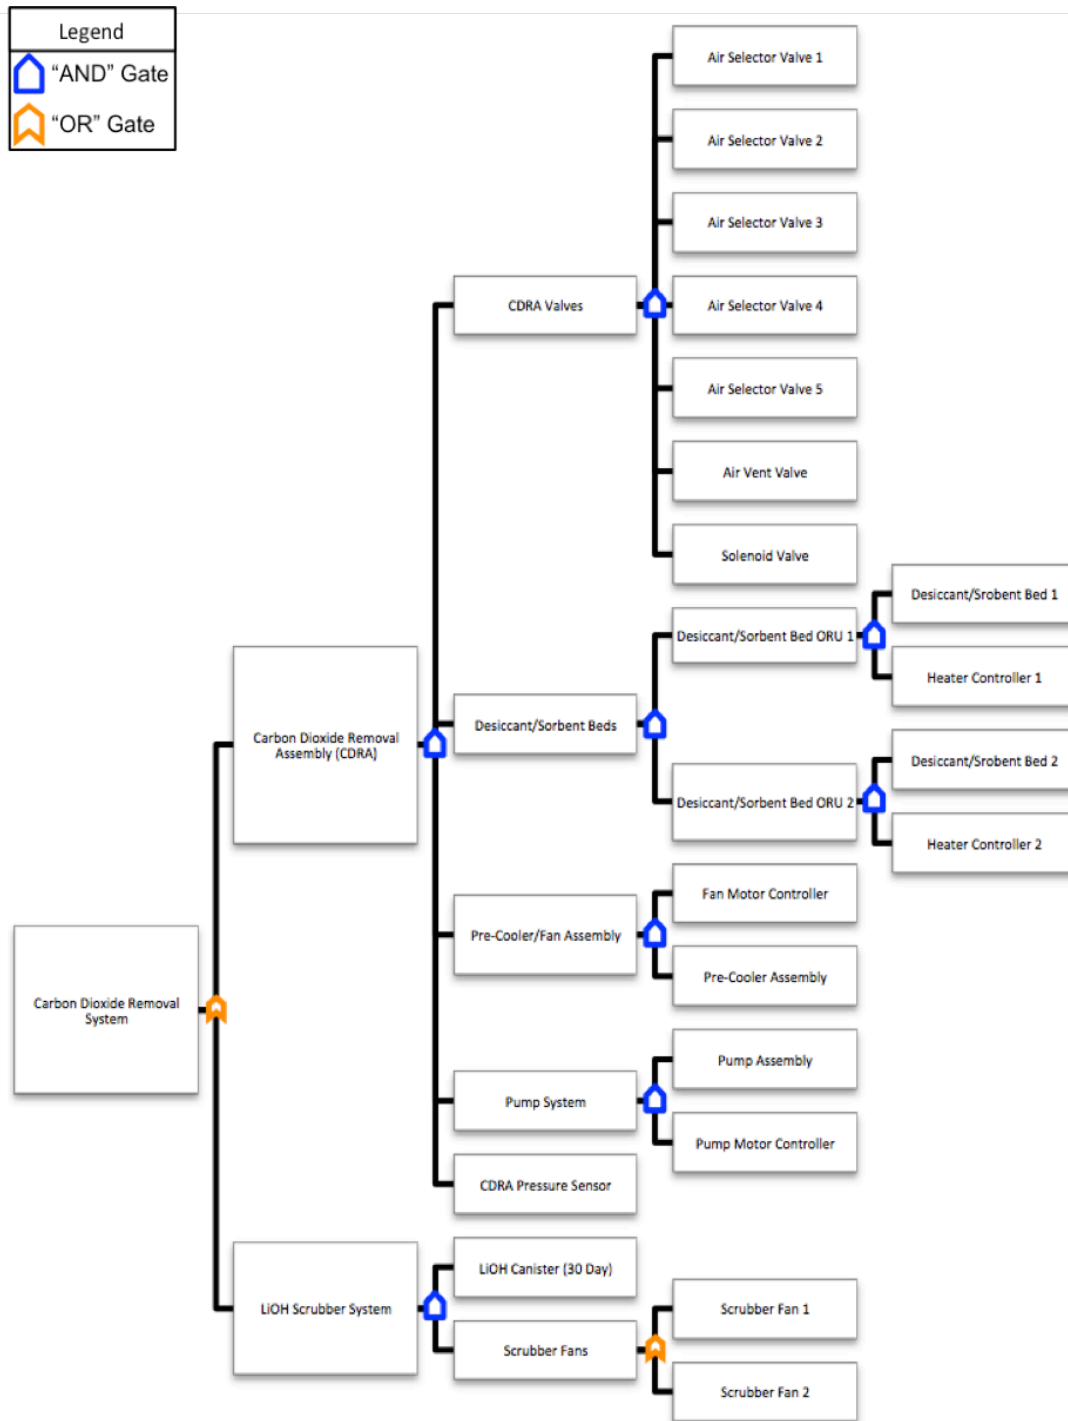 Legend
"AND" Gate
"OR" Gate
Air Selector Valve 1
Air Selector Valve 2
Air Selector Valve 3
CDRA Valves
Air Selector Valve 4
Air Selector Valve 5
Air Vent Valve
Solenoid Valve
Desiccant/Srobent Bed 1
Desiccant/Sorbent Bed ORU 1
Heater Controller 1
Carbon Dioxide Removal
Assembly (CDRA)
Desiccant/Sorbent Beds
Desiccant/Srobent Bed 2
Desiccant/Sorbent Bed ORU 2
Heater Controller 2
Fan Motor Controller
Pre-Cooler/Fan Assembly
Pre-Cooler Assembly
Carbon Dioxide Removal
System
Pump Assembly
Pump System
Pump Motor Controller
CDRA Pressure Sensor
LiOH Canister (30 Day)
LiOH Scrubber System
Scrubber Fan 1
Scrubber Fans
Scrubber Fan 2